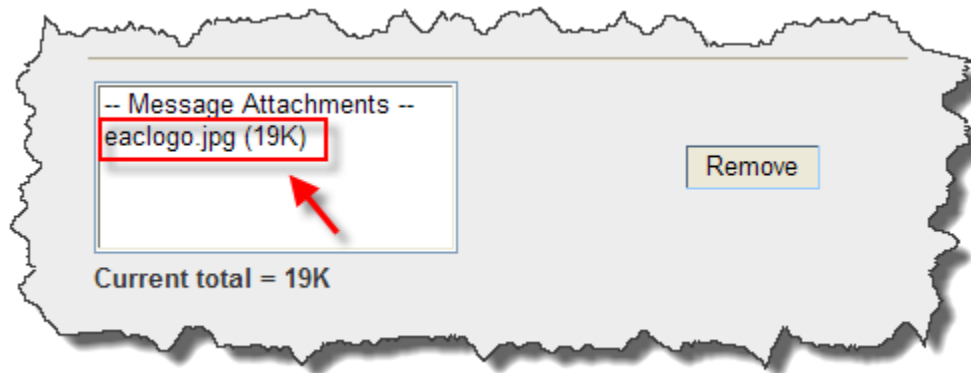 -- Message Attachments --
eaclogo.jpg (19K)
Remove
Current total = 19K